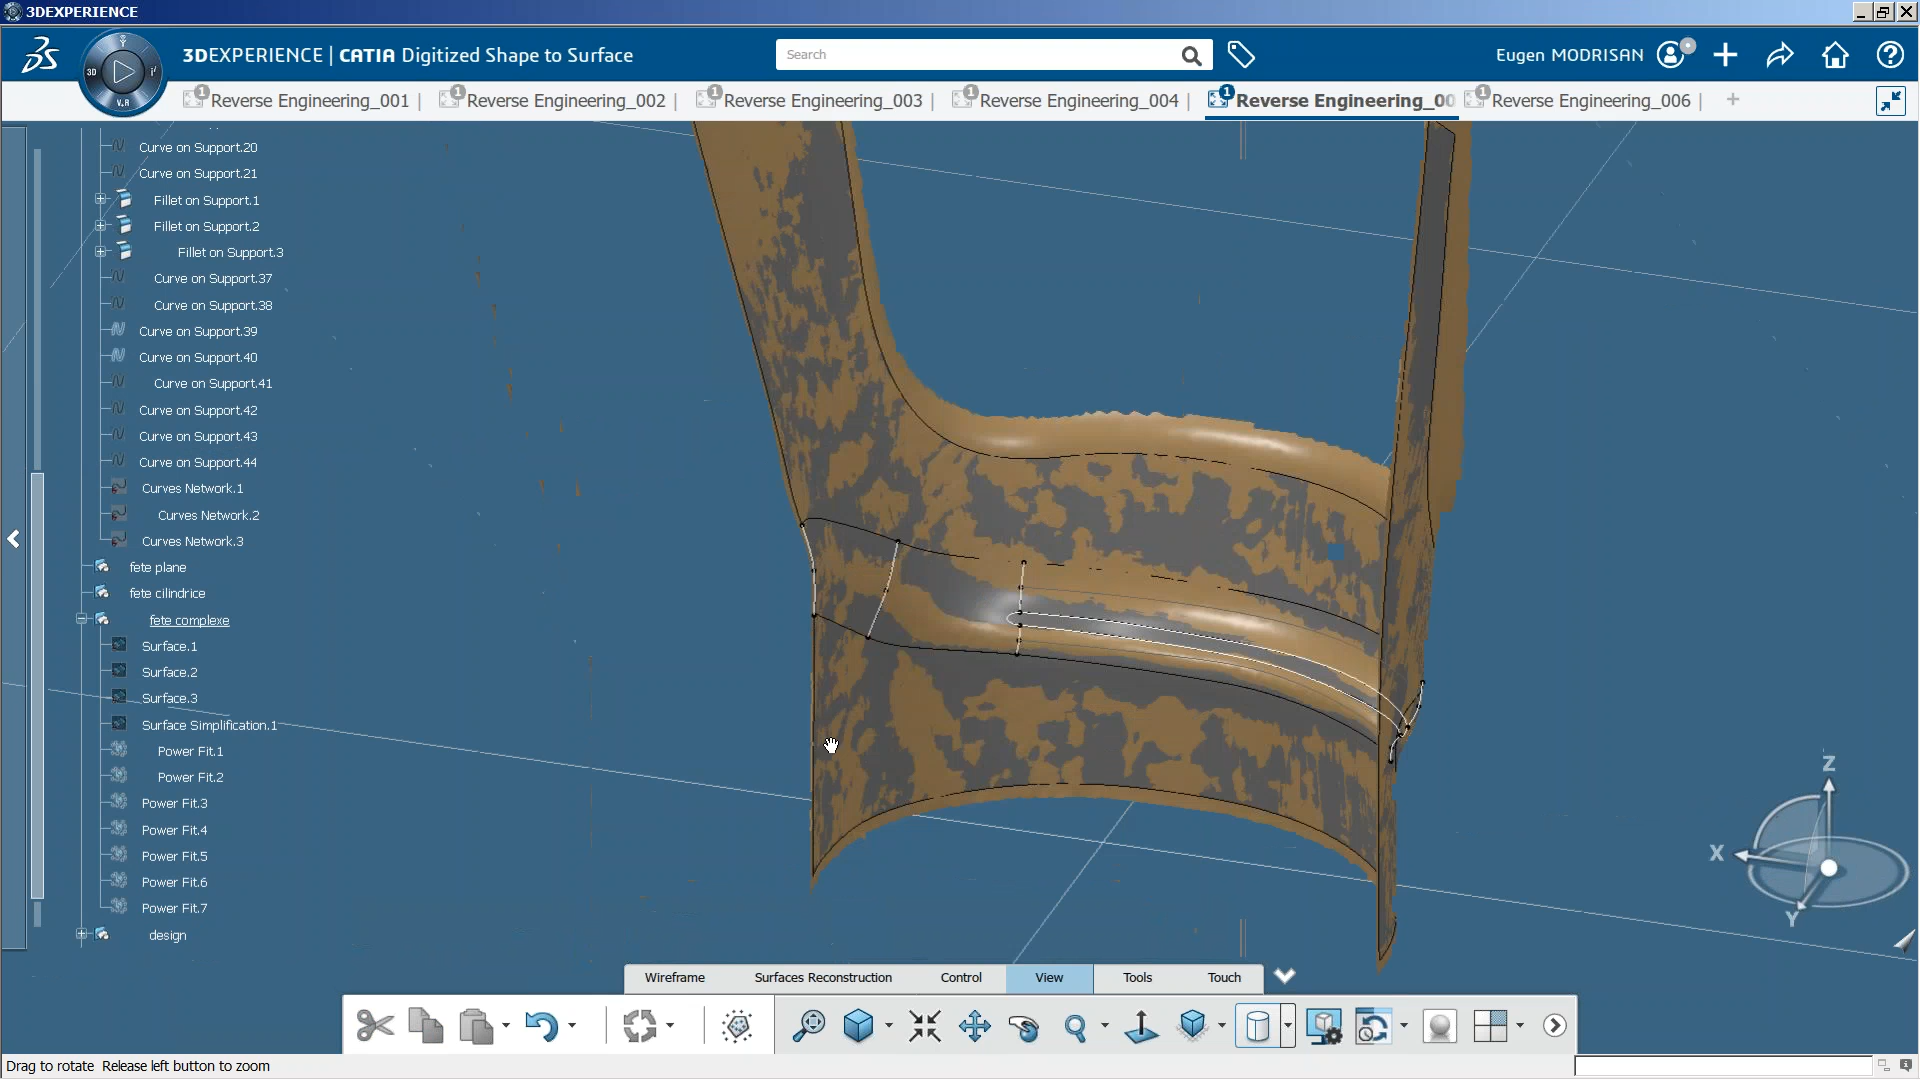 3DEXPERIENCE
3DEXPERIENCE | CATIA Digitized Shape to Surface
Search
Eugen MODRISAN
3D
V.R
1 Reverse Engineering_001
1 Reverse Engineering_002
1 Reverse Engineering_003
1 Reverse Engineering_004
1 Reverse Engineering_00
1 Reverse Engineering_006
Curve on Support.20
Curve on Support.21
Fillet on Support.1
Fillet on Support.2
Fillet on Support.3
Curve on Support.37
Curve on Support.38
Curve on Support.39
Curve on Support.40
Curve on Support.41
Curve on Support.42
Curve on Support.43
Curve on Support.44
Curves Network.1
Curves Network.2
Curves Network.3
fete plane
fete cilindrice
fete complexe
Surface.1
Surface.2
Surface.3
Surface Simplification.1
Power Fit.1
Power Fit.2
Power Fit.3
Power Fit.4
Power Fit.5
Power Fit.6
Power Fit.7
design
Z
X
Y
Wireframe
Surfaces Reconstruction
Control
View
Tools
Touch
Drag to rotate Release left button to zoom